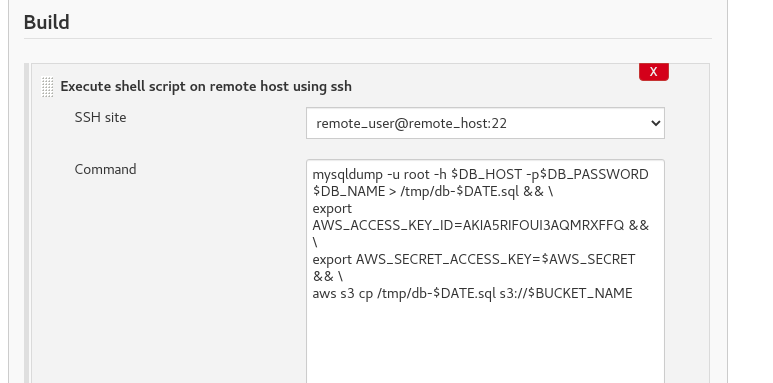 Build
X
Execute shell script on remote host using ssh
SSH site
remote_user@remote_host:22
Command
mysqldump -u root -h $DB_HOST -p$DB_PASSWORD
$DB_NAME > /tmp/db-$DATE.sql && \
export
AWS_ACCESS_KEY_ID=AKIA5RIFOUI3AQMRXFFQ &&
\
export AWS_SECRET_ACCESS_KEY=$AWS_SECRET
&& \
aws s3 cp /tmp/db-$DATE.sql s3://$BUCKET_NAME